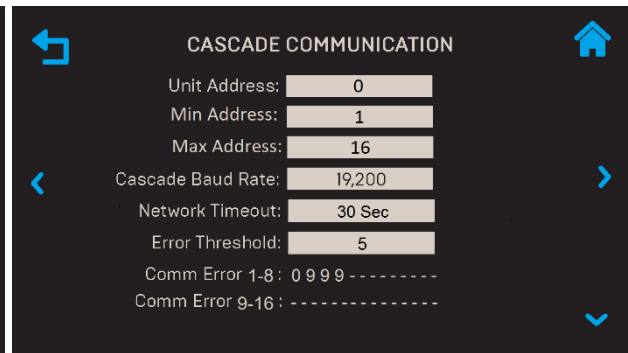 CASCADE COMMUNICATION
Unit Address: 0
Min Address: 1
Max Address: 16
Cascade Baud Rate: 19,200
Network Timeout: 30 Sec
Error Threshold: 5
Comm Error 1-8 : 0 9 9 9 - - - - - - - - -
Comm Error 9-16 : - - - - - - - - - - - - - - -